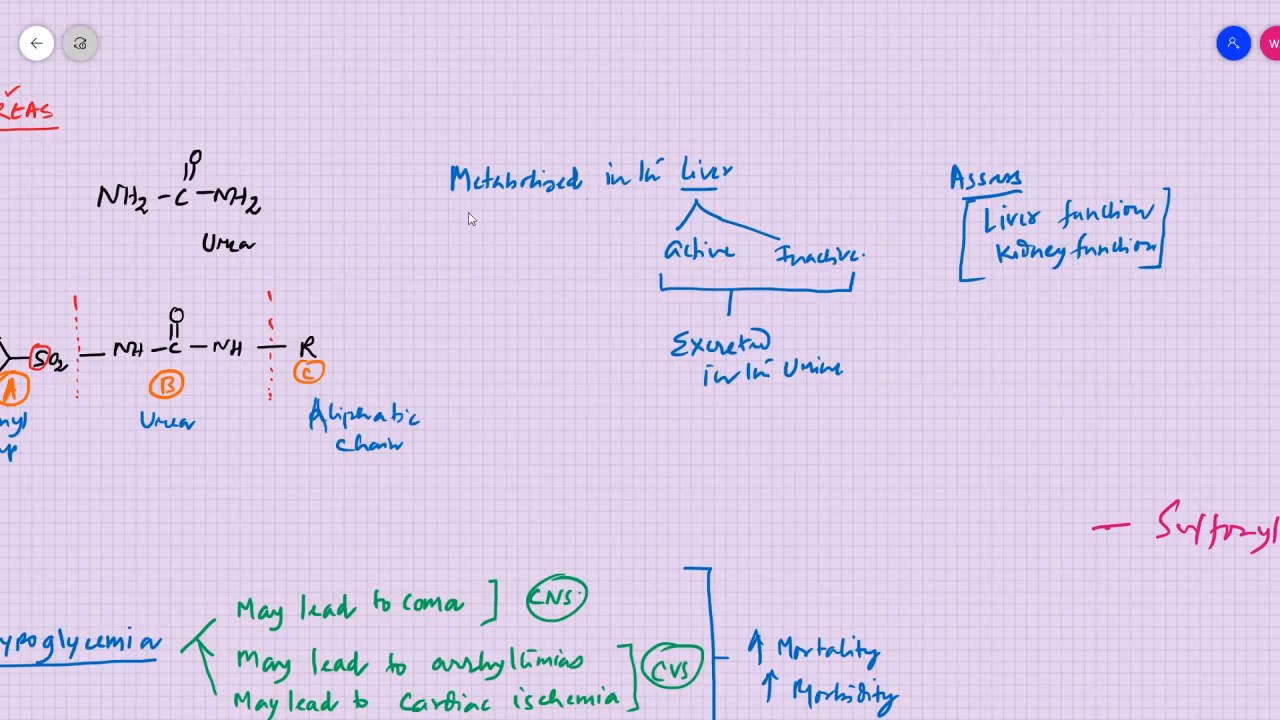 REAS
O
NH2 - C - NH2
Urea
Metabolized in the Liver
Active Inactive.
Excreted
in the Urine
Assess
Liver function
Kidney function
O
SO2 - NH - C - NH - R
A B C
nyl Urea Aliphatic
chain
- Sulfonyl
ypoglycemia
May lead to coma CNS
May lead to arrhythmias
May lead to cardiac ischemia CVS
↑ Mortality
↑ Morbidity
W